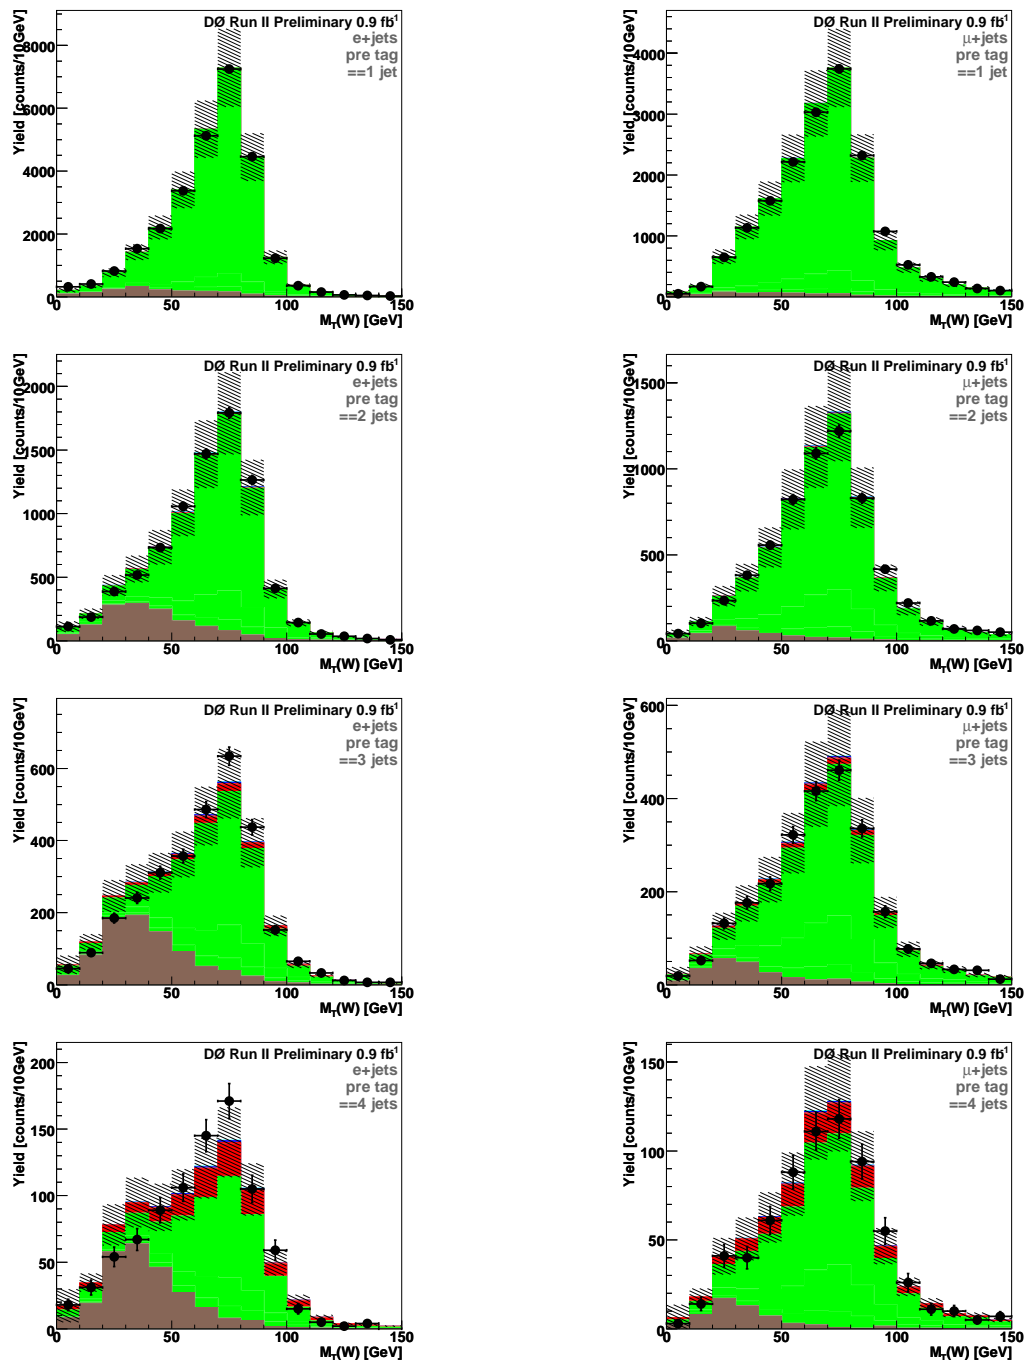 DØ Run II Preliminary 0.9 fb-1
e+jets
pre tag
==1 jet
Yield [counts/10GeV]
8000
6000
4000
2000
0
0 50 100 150
MT(W) [GeV]
DØ Run II Preliminary 0.9 fb-1
μ+jets
pre tag
==1 jet
Yield [counts/10GeV]
4000
3000
2000
1000
0
0 50 100 150
MT(W) [GeV]
DØ Run II Preliminary 0.9 fb-1
e+jets
pre tag
==2 jets
Yield [counts/10GeV]
2000
1500
1000
500
0
0 50 100 150
MT(W) [GeV]
DØ Run II Preliminary 0.9 fb-1
μ+jets
pre tag
==2 jets
Yield [counts/10GeV]
1500
1000
500
0
0 50 100 150
MT(W) [GeV]
DØ Run II Preliminary 0.9 fb-1
e+jets
pre tag
==3 jets
Yield [counts/10GeV]
600
400
200
0
0 50 100 150
MT(W) [GeV]
DØ Run II Preliminary 0.9 fb-1
μ+jets
pre tag
==3 jets
Yield [counts/10GeV]
600
400
200
0
0 50 100 150
MT(W) [GeV]
DØ Run II Preliminary 0.9 fb-1
e+jets
pre tag
==4 jets
Yield [counts/10GeV]
200
150
100
50
0
0 50 100 150
MT(W) [GeV]
DØ Run II Preliminary 0.9 fb-1
μ+jets
pre tag
==4 jets
Yield [counts/10GeV]
150
100
50
0
0 50 100 150
MT(W) [GeV]